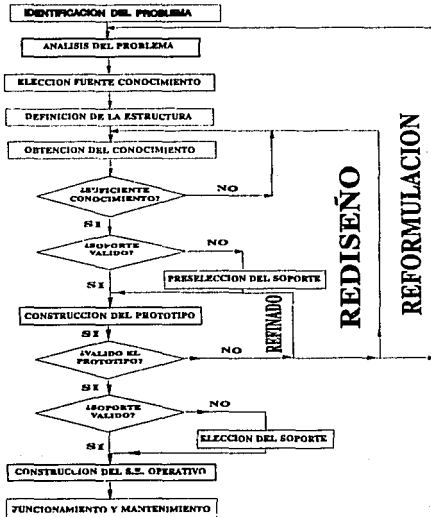 IDENTIFICACION DEL PROBLEMA
ANALISIS DEL PROBLEMA
ELECCION FUENTE CONOCIMIENTO
DEFINICION DE LA ESTRUCTURA
OBTENCION DEL CONOCIMIENTO
¿SUFICIENTE
CONOCIMIENTO?
NO
SI
¿SOPORTE
VALIDO?
NO
PRESELECCION DEL SOPORTE
SI
CONSTRUCCION DEL PROTOTIPO
SI
¿VALIDO EL
PROTOTIPO?
NO
REFINADO
REDISEÑO
REFORMULACION
SI
¿SOPORTE
VALIDO?
NO
ELECCION DEL SOPORTE
SI
CONSTRUCCION DEL S.E. OPERATIVO
FUNCIONAMIENTO Y MANTENIMIENTO